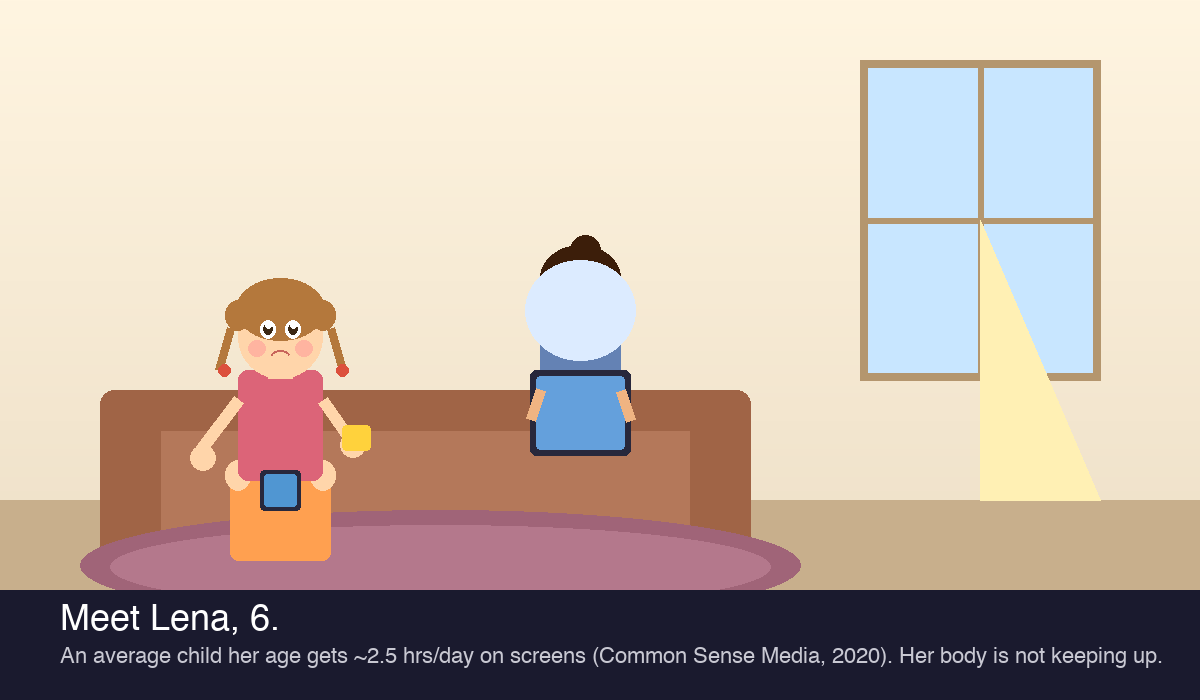 Meet Lena, 6.
An average child her age gets ~2.5 hrs/day on screens (Common Sense Media, 2020). Her body is not keeping up.